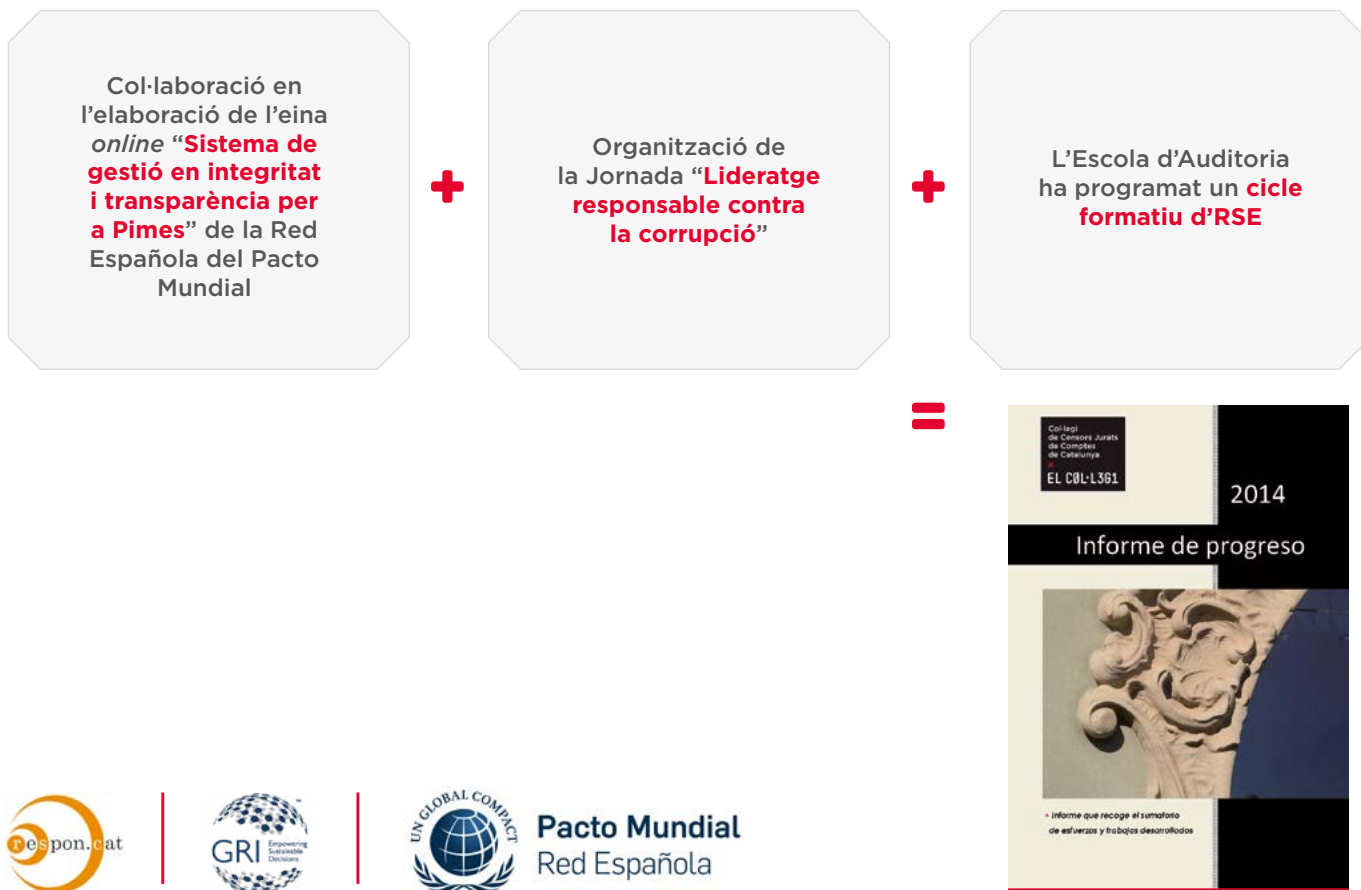 Col·laboració en
l’elaboració de l’eina
online “Sistema de
gestió en integritat
i transparència per
a Pimes” de la Red
Española del Pacto
Mundial
+
Organització de
la Jornada “Lideratge
responsable contra
la corrupció”
+
L’Escola d’Auditoria
ha programat un cicle
formatiu d’RSE
=
Col·legi
de Censors Jurats
de Comptes
de Catalunya
EL CØL·L3G1
2014
Informe de progreso
• Informe que recoge el sumatorio
de esfuerzos y trabajos desarrollados
respon.cat
GRI
Empowering
Sustainable
Decisions
UN GLOBAL COMPACT
Pacto Mundial
Red Española